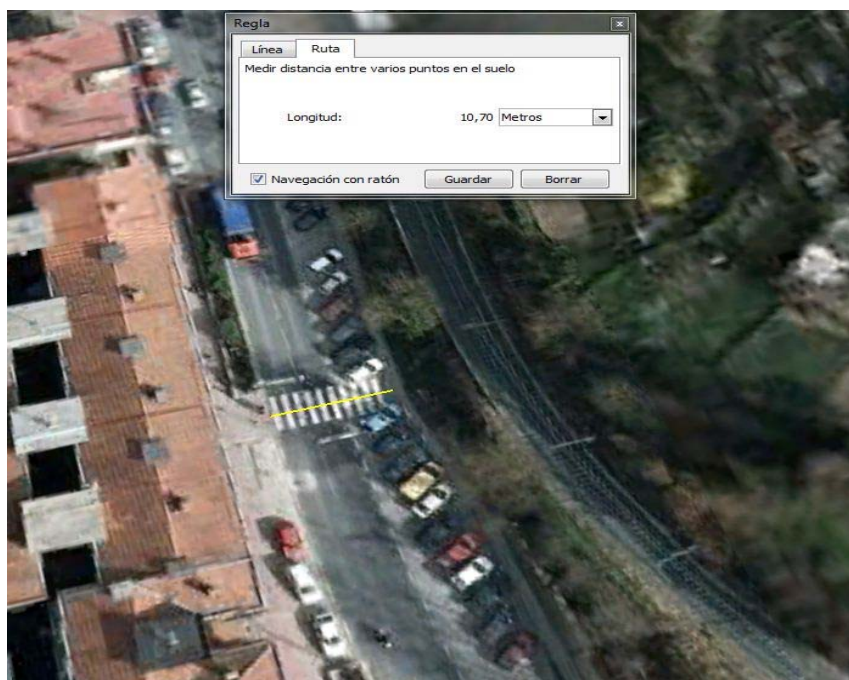 Regla
Línea
Ruta
Medir distancia entre varios puntos en el suelo
Longitud: 10,70 Metros
Navegación con ratón
Guardar
Borrar